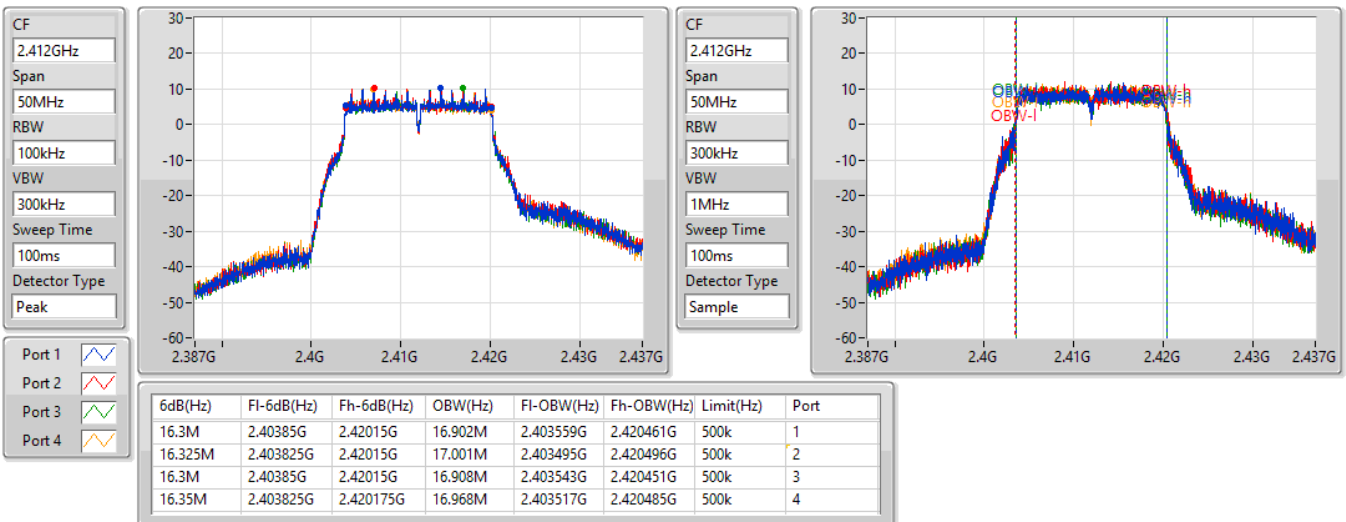 CF
2.412GHz
Span
50MHz
RBW
100kHz
VBW
300kHz
Sweep Time
100ms
Detector Type
Peak
30
20
10
0
-10
-20
-30
-40
-50
-60
2.387G 2.4G 2.41G 2.42G 2.43G 2.437G
CF
2.412GHz
Span
50MHz
RBW
300kHz
VBW
1MHz
Sweep Time
100ms
Detector Type
Sample
30
20
10
0
-10
-20
-30
-40
-50
-60
OBW-l
2.387G 2.4G 2.41G 2.42G 2.43G 2.437G
Port 1
Port 2
Port 3
Port 4
6dB(Hz) Fl-6dB(Hz) Fh-6dB(Hz) OBW(Hz) Fl-OBW(Hz) Fh-OBW(Hz) Limit(Hz) Port
16.3M 2.40385G 2.42015G 16.902M 2.403559G 2.420461G 500k 1
16.325M 2.403825G 2.42015G 17.001M 2.403495G 2.420496G 500k 2
16.3M 2.40385G 2.42015G 16.908M 2.403543G 2.420451G 500k 3
16.35M 2.403825G 2.420175G 16.968M 2.403517G 2.420485G 500k 4